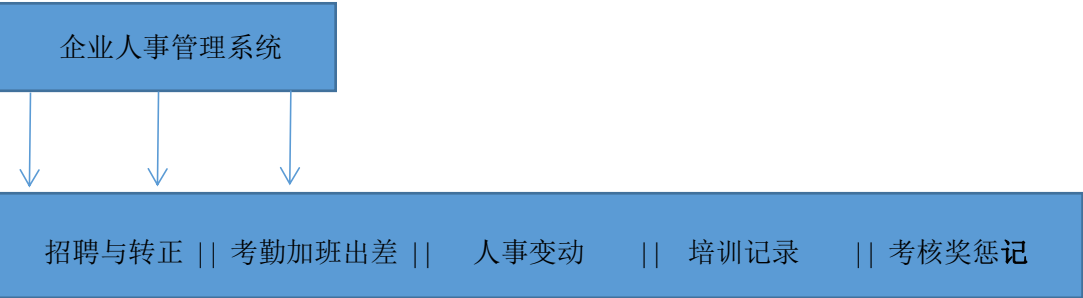 企业人事管理系统
招聘与转正 || 考勤加班出差 || 人事变动 || 培训记录 || 考核奖惩记